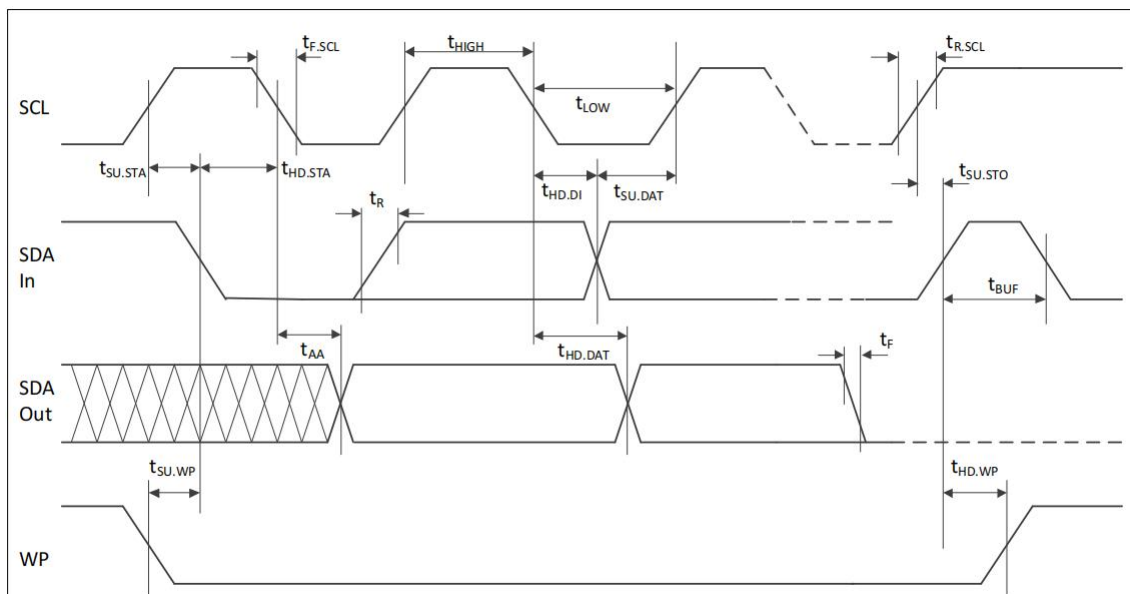 tF.SCL
tHIGH
tR.SCL
SCL
tLOW
tSU.STA
tHD.STA
tHD.DI
tSU.DAT
tSU.STO
tR
SDA
In
tBUF
tAA
tHD.DAT
tF
SDA
Out
tSU.WP
tHD.WP
WP